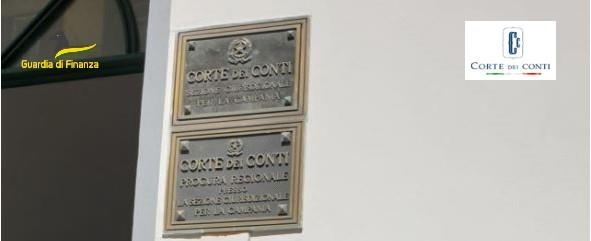 Guardia di Finanza
CORTE DEI CONTI
SEZIONE GIURISDIZIONALE
PER LA CAMPANIA
CORTE DEI CONTI
PROCURA REGIONALE
PRESSO
LA SEZIONE GIURISDIZIONALE
PER LA CAMPANIA
Cc
CORTE DEI CONTI